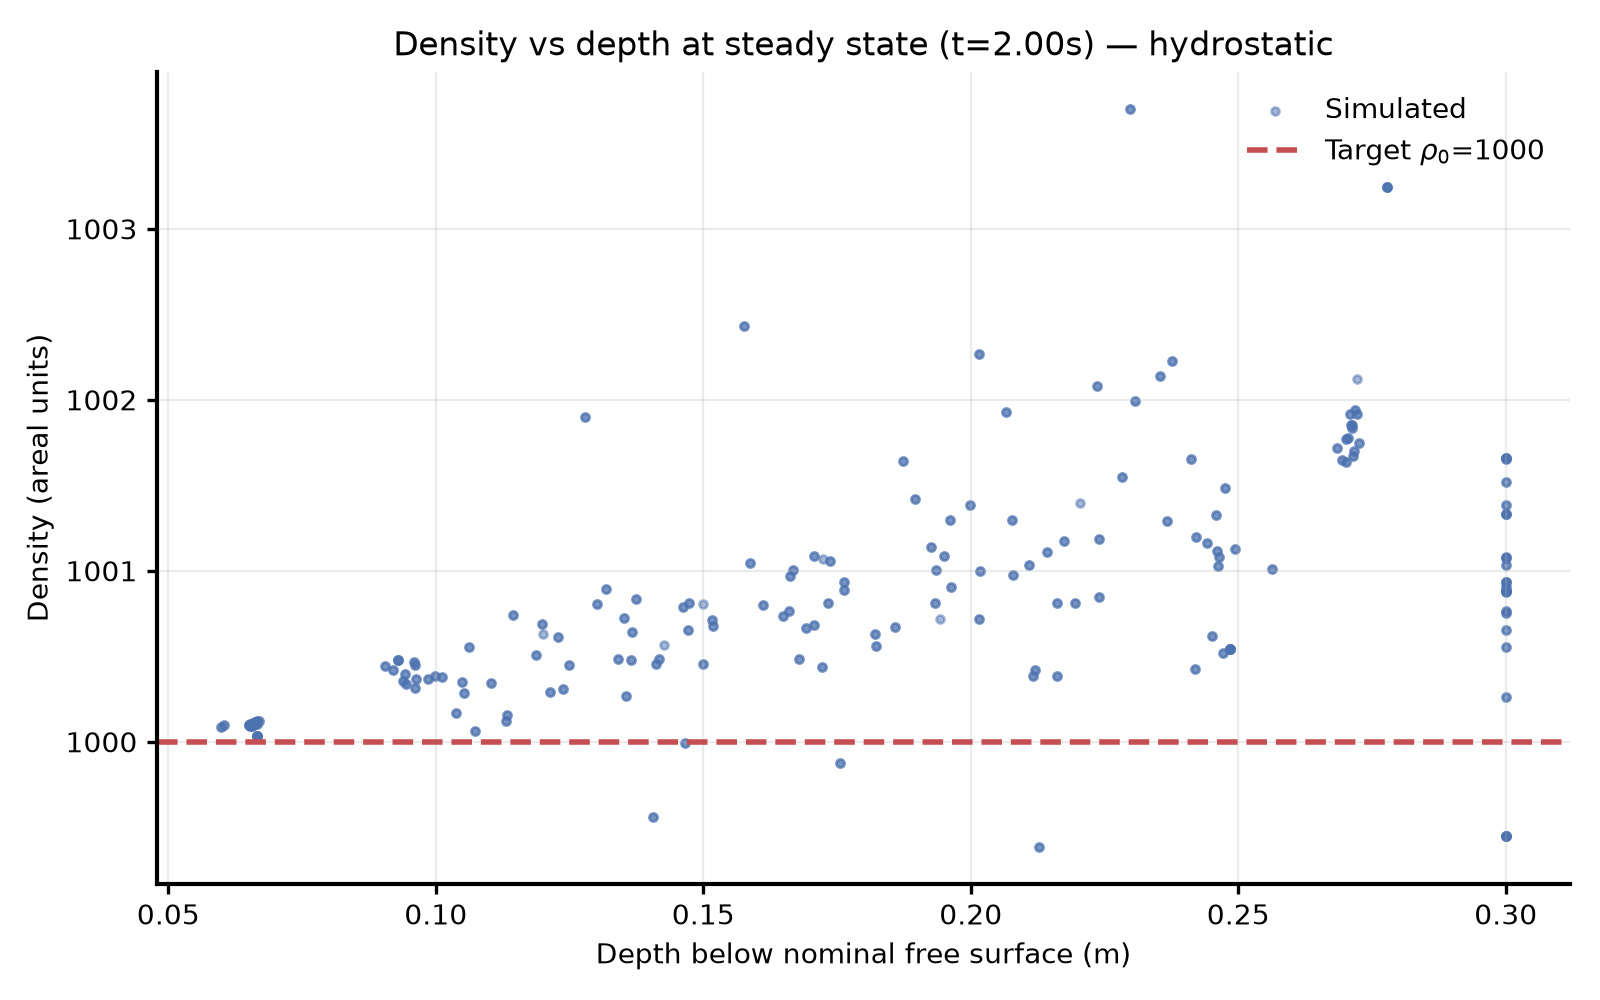 Density vs depth at steady state (t=2.00s) — hydrostatic
Simulated
Target ρ₀=1000
Density (areal units)
1003
1002
1001
1000
0.05 0.10 0.15 0.20 0.25 0.30
Depth below nominal free surface (m)